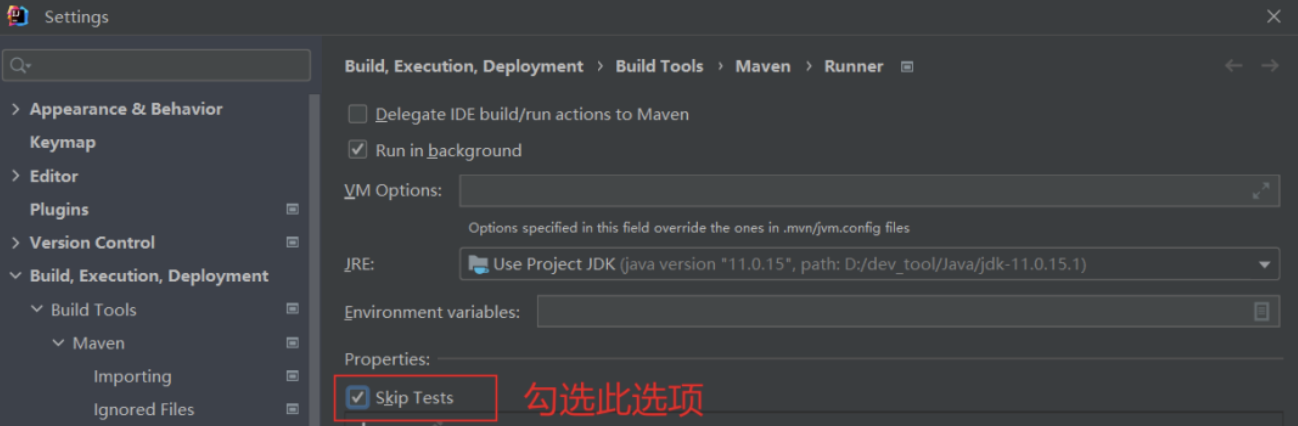 Settings
Build, Execution, Deployment › Build Tools › Maven › Runner
Appearance & Behavior
Keymap
Editor
Plugins
Version Control
Build, Execution, Deployment
Build Tools
Maven
Importing
Ignored Files
Delegate IDE build/run actions to Maven
Run in background
VM Options:
Options specified in this field override the ones in .mvn/jvm.config files
JRE: Use Project JDK (java version "11.0.15", path: D:/dev_tool/Java/jdk-11.0.15.1)
Environment variables:
Properties:
Skip Tests 勾选此选项